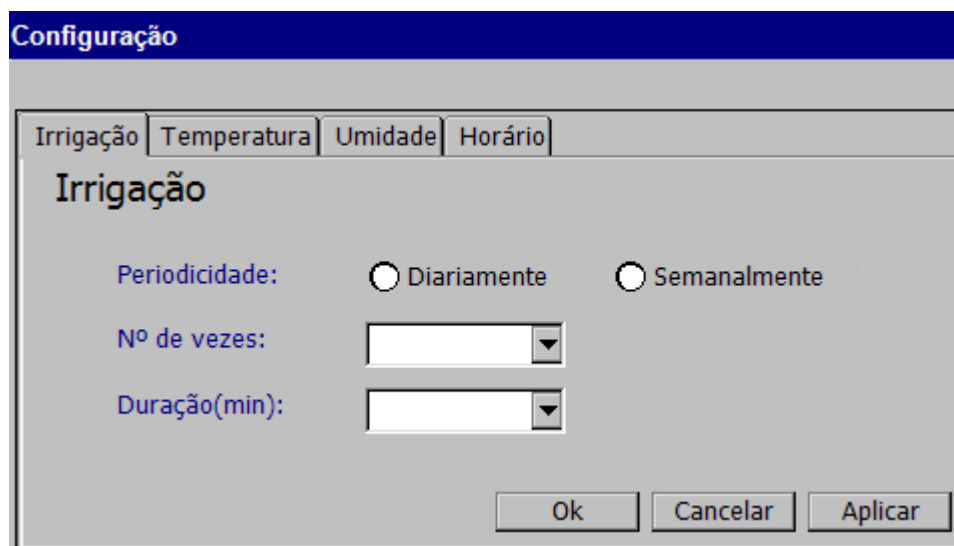 Configuração
Irrigação Temperatura Umidade Horário
Irrigação
Periodicidade: Diariamente Semanalmente
Nº de vezes:
Duração(min):
Ok Cancelar Aplicar